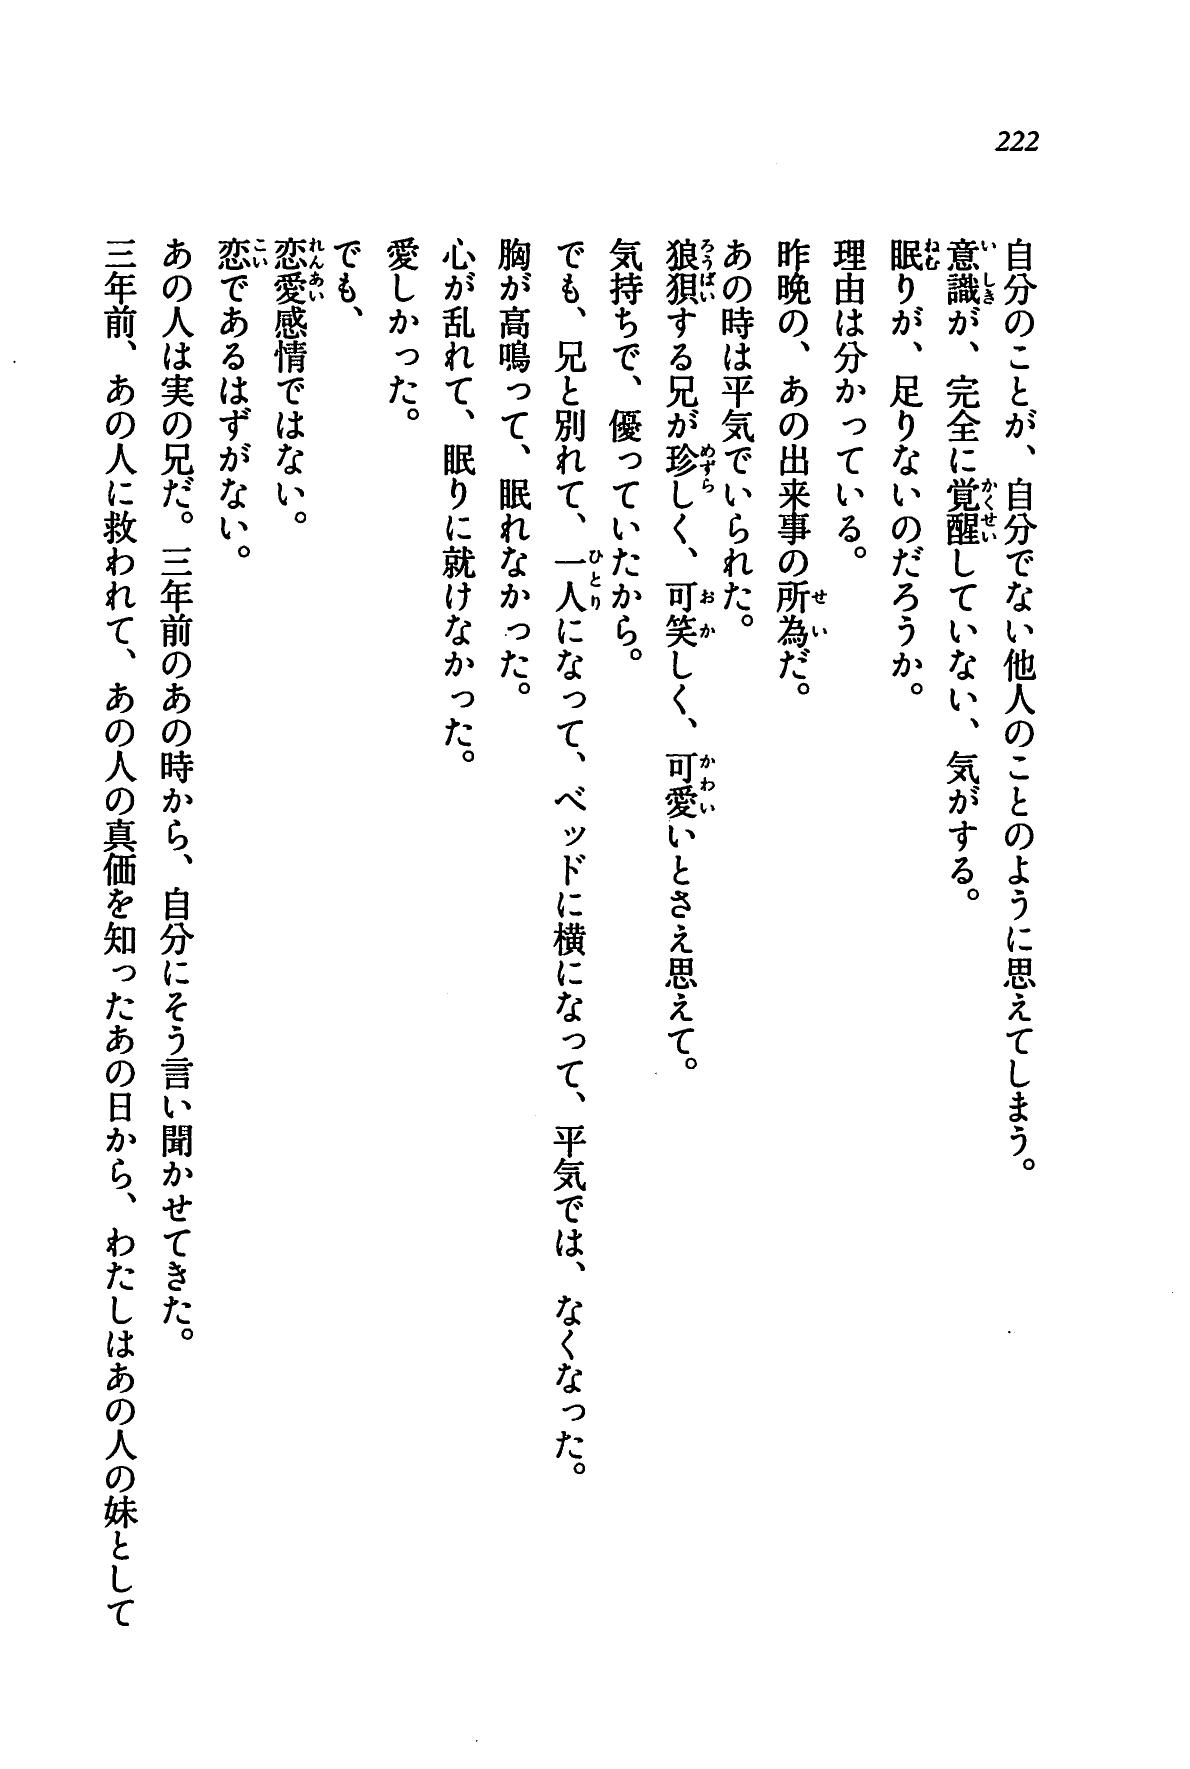 222
自分のことが、自分でない他人のことのように思えてしまう。
意識が、完全に覚醒していない、気がする。
眠りが、足りないのだろうか。
理由は分かっている。
昨晩の、あの出来事の所為だ。
あの時は平気でいられた。
狼狽する兄が珍しく、可笑しく、可愛いとさえ思えて。
気持ちで、優っていたから。
でも、兄と別れて、一人になって、ベッドに横になって、平気では、なくなった。
胸が高鳴って、眠れなかった。
心が乱れて、眠りに就けなかった。
愛しかった。
でも、
恋愛感情ではない。
恋であるはずがない。
あの人は実の兄だ。三年前のあの時から、自分にそう言い聞かせてきた。
三年前、あの人に救われて、あの人の真価を知ったあの日から、わたしはあの人の妹として